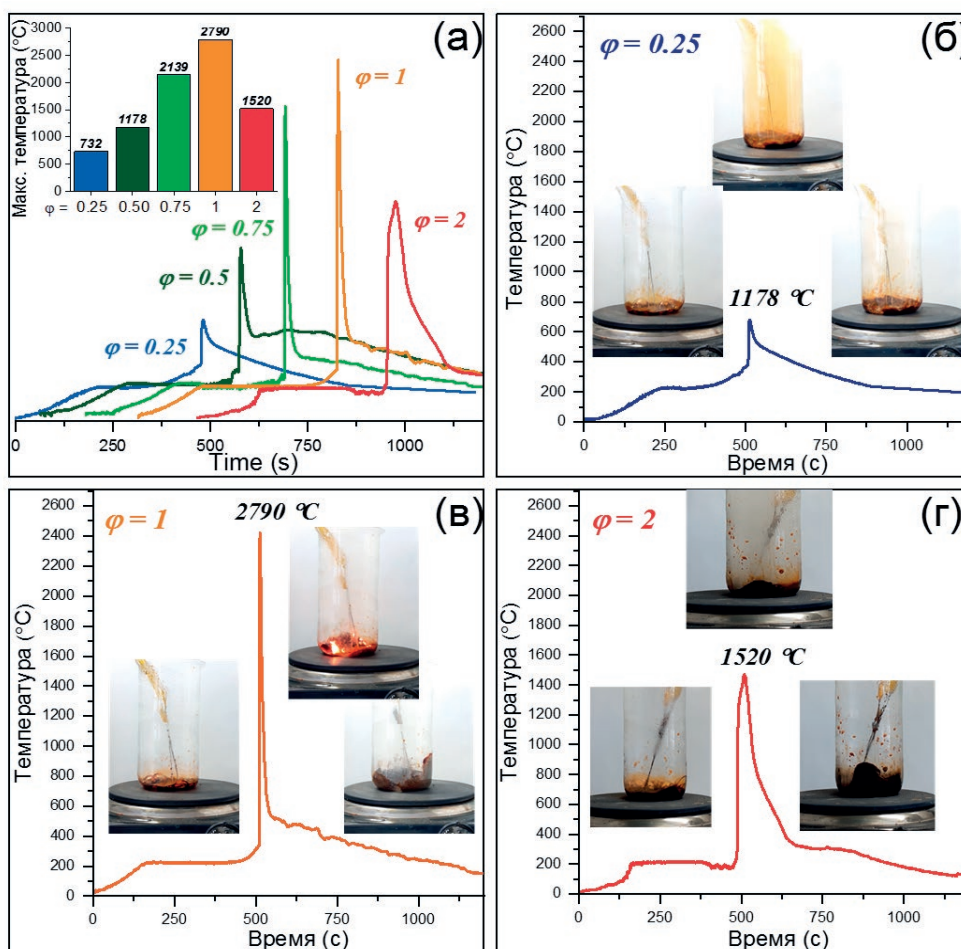 (а)
Макс. температура (°C)
3000
2500
2000
1500
1000
500
0
732
1178
2139
2790
1520
φ = 0.25 0.50 0.75 1 2
φ = 1
φ = 2
φ = 0.75
φ = 0.5
φ = 0.25
0 250 500 750 1000
Time (s)
(б)
φ = 0.25
Температура (°C)
2600
2400
2200
2000
1800
1600
1400
1200
1000
800
600
400
200
0
1178 °C
0 250 500 750 1000
Время (с)
(в)
φ = 1
2790 °C
Температура (°C)
2600
2400
2200
2000
1800
1600
1400
1200
1000
800
600
400
200
0
0 250 500 750 1000
Время (с)
(г)
φ = 2
1520 °C
Температура (°C)
2600
2400
2200
2000
1800
1600
1400
1200
1000
800
600
400
200
0
0 250 500 750 1000
Время (с)